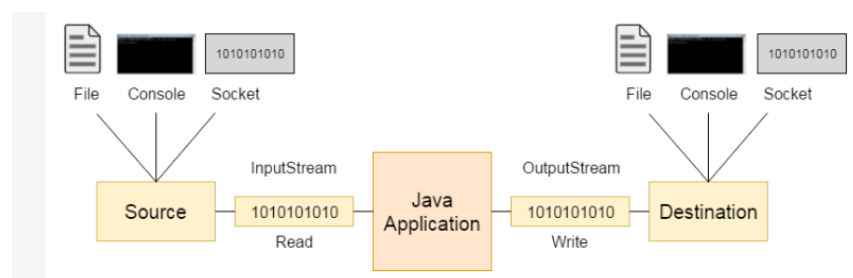 1010101010
1010101010
File Console Socket
File Console Socket
InputStream
OutputStream
Source
1010101010
Java
Application
1010101010
Destination
Read
Write